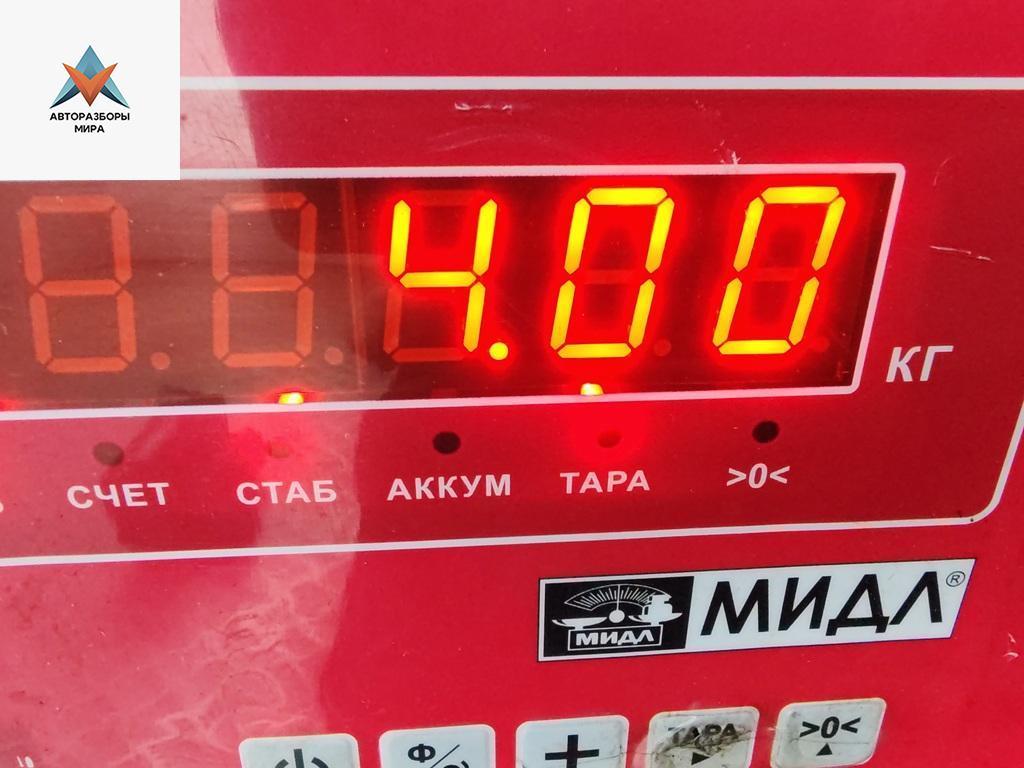 АВТОРАЗБОРЫ
МИРА
4.00
КГ
СЧЕТ СТАБ АККУМ ТАРА >0<
МИДЛ МИДЛ®
Ф/ + ТАРА >0<